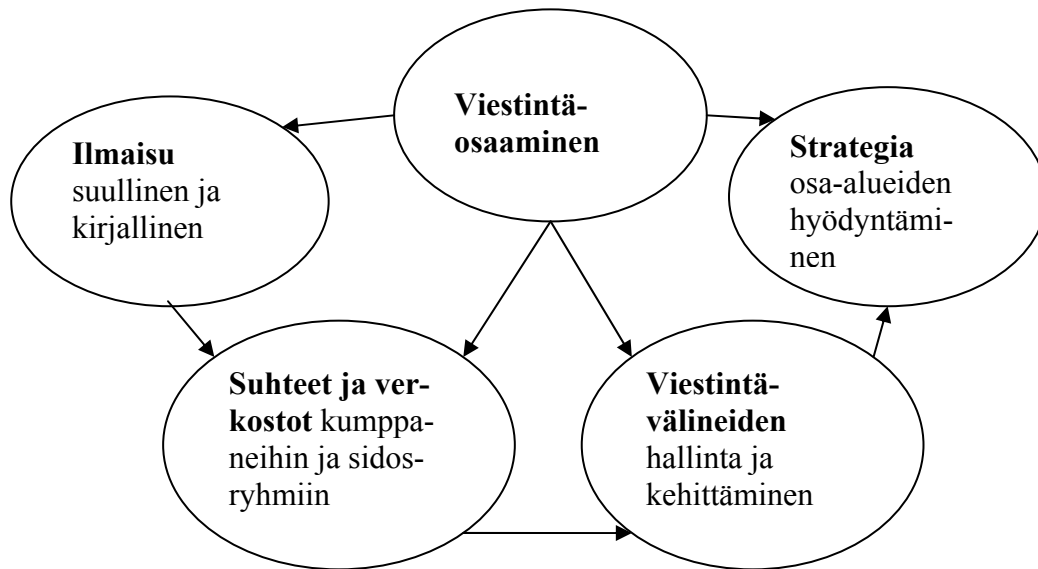 Viestintä-
osaaminen
Ilmaisu
suullinen ja
kirjallinen
Strategia
osa-alueiden
hyödyntämi-
nen
Suhteet ja ver-
kostot kumppa-
neihin ja sidos-
ryhmiin
Viestintä-
välineiden
hallinta ja
kehittäminen